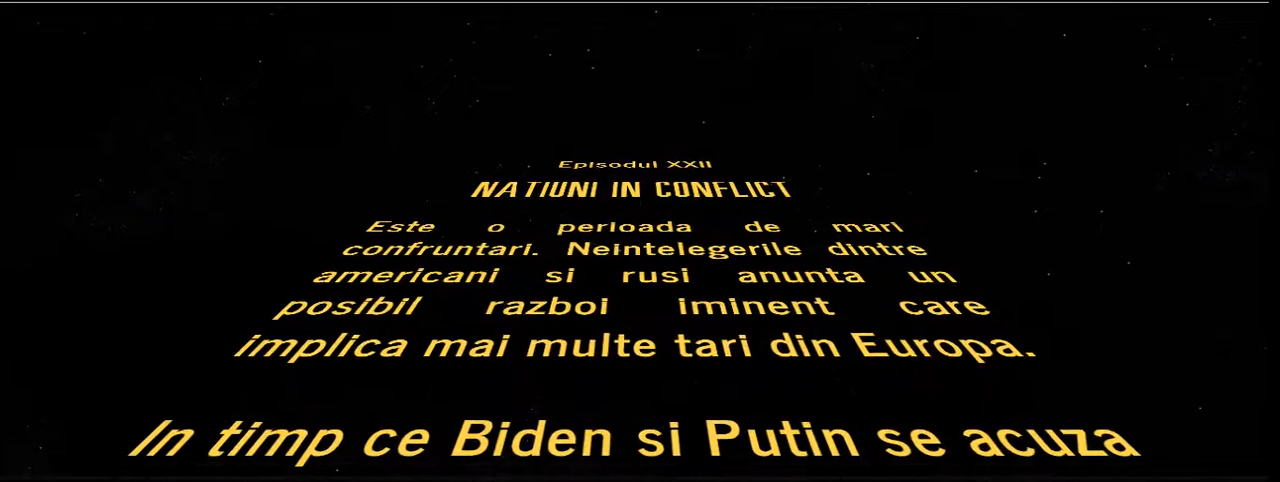 Episodul XXII
NATIUNI IN CONFLICT
Este o perioada de mari
confruntari. Neintelegerile dintre
americani si rusi anunta un
posibil razboi iminent care
implica mai multe tari din Europa.
In timp ce Biden si Putin se acuza